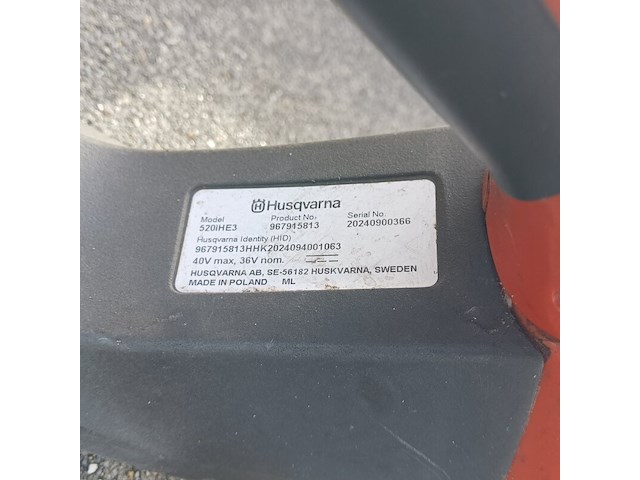 Husqvarna
Model Product No. Serial No.
520iHE3 967915813 20240900366
Husqvarna Identity (HID)
967915813HHK2024094001063
40V max, 36V nom.
HUSQVARNA AB, SE-56182 HUSKVARNA, SWEDEN
MADE IN POLAND ML